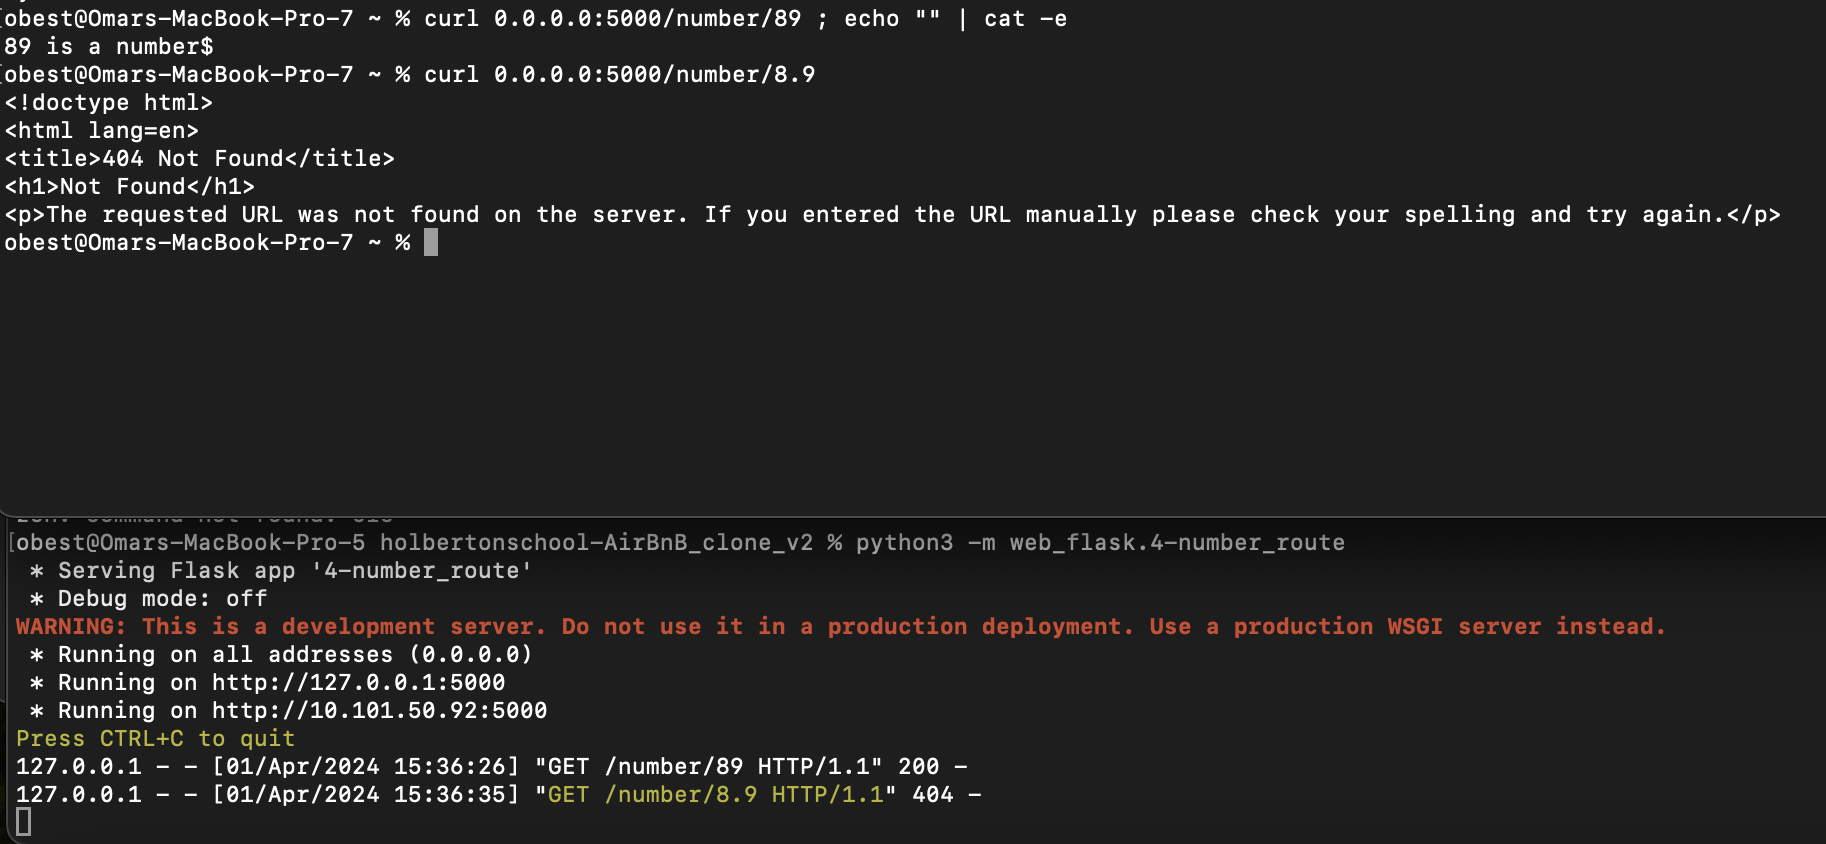 obest@Omars-MacBook-Pro-7 ~ % curl 0.0.0.0:5000/number/89 ; echo "" | cat -e
89 is a number$
obest@Omars-MacBook-Pro-7 ~ % curl 0.0.0.0:5000/number/8.9
<!doctype html>
<html lang=en>
<title>404 Not Found</title>
<h1>Not Found</h1>
<p>The requested URL was not found on the server. If you entered the URL manually please check your spelling and try again.</p>
obest@Omars-MacBook-Pro-7 ~ %
[obest@Omars-MacBook-Pro-5 holbertonschool-AirBnB_clone_v2 % python3 -m web_flask.4-number_route
* Serving Flask app '4-number_route'
* Debug mode: off
WARNING: This is a development server. Do not use it in a production deployment. Use a production WSGI server instead.
* Running on all addresses (0.0.0.0)
* Running on http://127.0.0.1:5000
* Running on http://10.101.50.92:5000
Press CTRL+C to quit
127.0.0.1 - - [01/Apr/2024 15:36:26] "GET /number/89 HTTP/1.1" 200 -
127.0.0.1 - - [01/Apr/2024 15:36:35] "GET /number/8.9 HTTP/1.1" 404 -